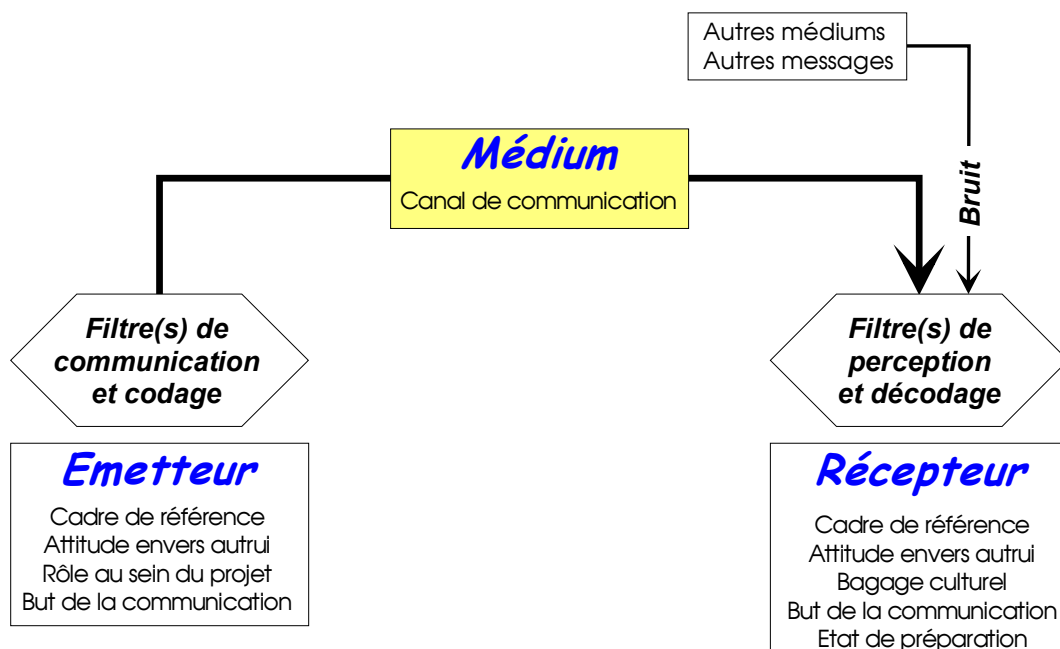 Autres médiums
Autres messages
Médium
Canal de communication
Bruit
Filtre(s) de
communication
et codage
Filtre(s) de
perception
et décodage
Emetteur
Cadre de référence
Attitude envers autrui
Rôle au sein du projet
But de la communication
Récepteur
Cadre de référence
Attitude envers autrui
Bagage culturel
But de la communication
Etat de préparation